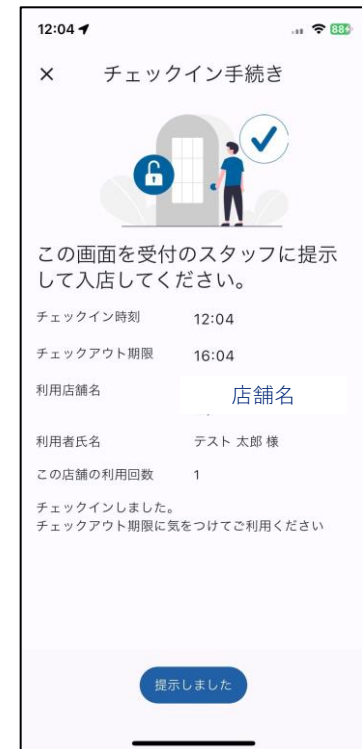 12:04
88
× チェックイン手続き
この画面を受付のスタッフに提示
して入店してください。
チェックイン時刻 12:04
チェックアウト期限 16:04
利用店舗名 店舗名
利用者氏名 テスト 太郎 様
この店舗の利用回数 1
チェックインしました。
チェックアウト期限に気をつけてご利用ください
提示しました